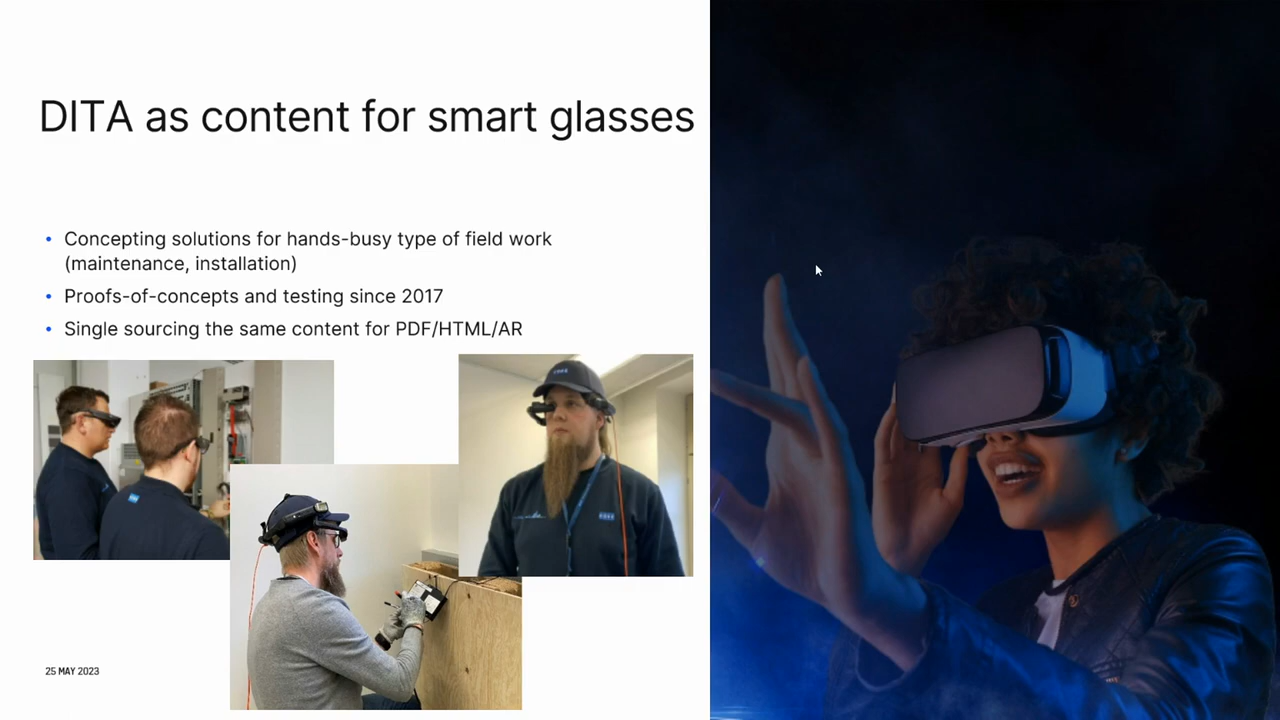 DITA as content for smart glasses
• Concepting solutions for hands-busy type of field work
(maintenance, installation)
• Proofs-of-concepts and testing since 2017
• Single sourcing the same content for PDF/HTML/AR
25 MAY 2023